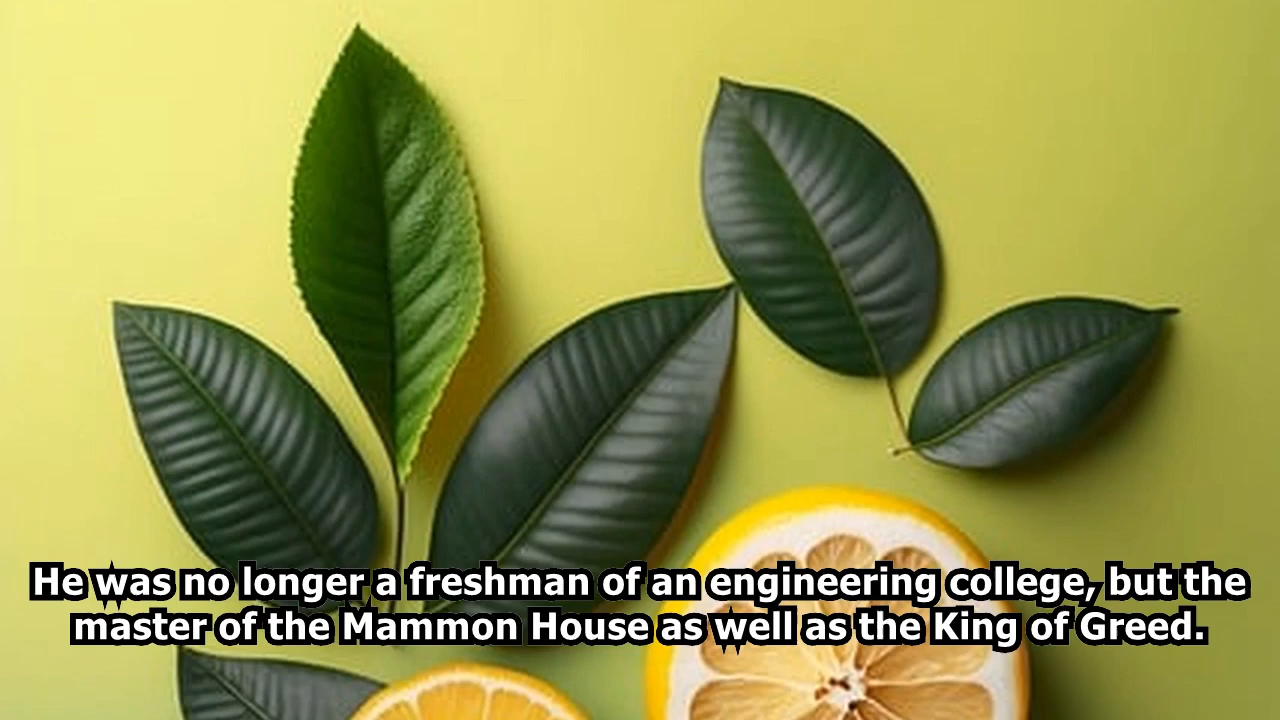 He was no longer a freshman of an engineering college, but the
master of the Mammon House as well as the King of Greed.